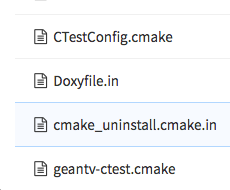 CTestConfig.cmake
Doxyfile.in
cmake_uninstall.cmake.in
geantv-ctest.cmake